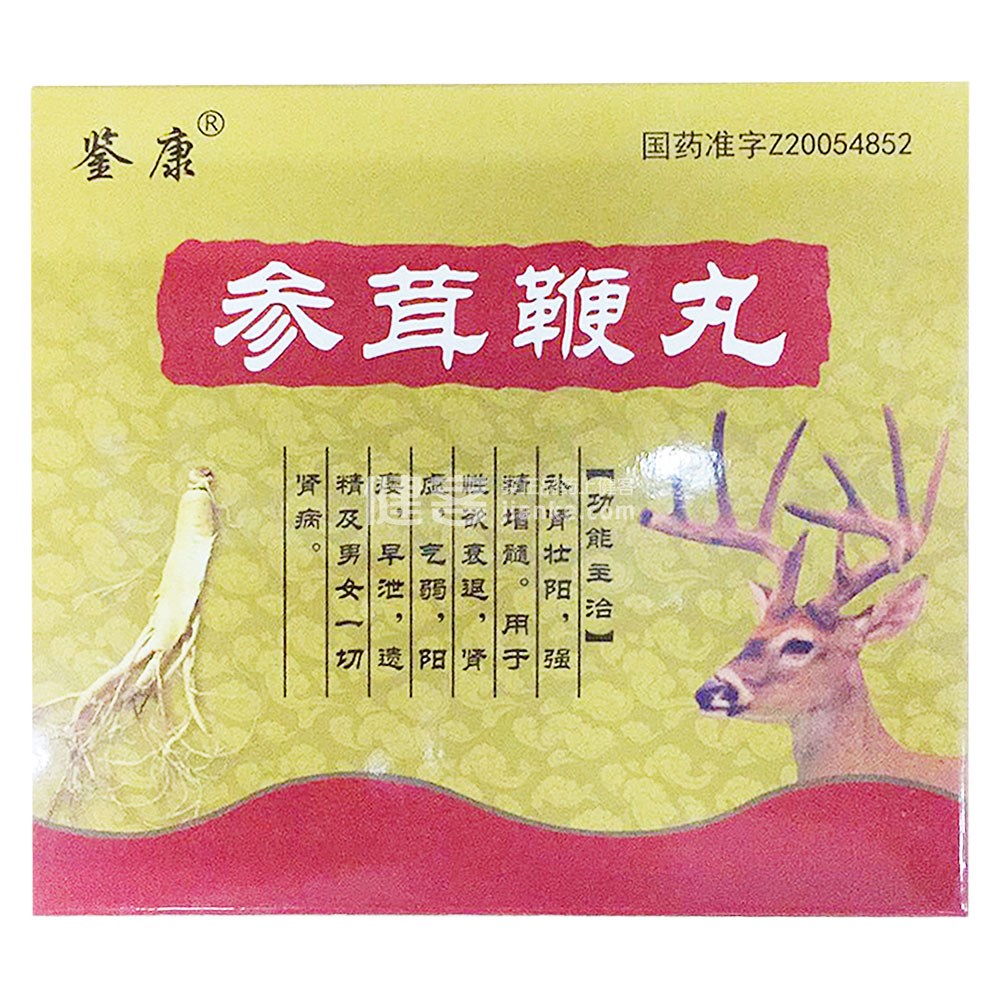 鉴康®
国药准字Z20054852
参茸鞭丸
【功能主治】
补肾壮阳，强
精增髓。用于
性欲衰退，肾
虚，气弱，阳
痿，早泄，遗
精及男女一切
肾病。